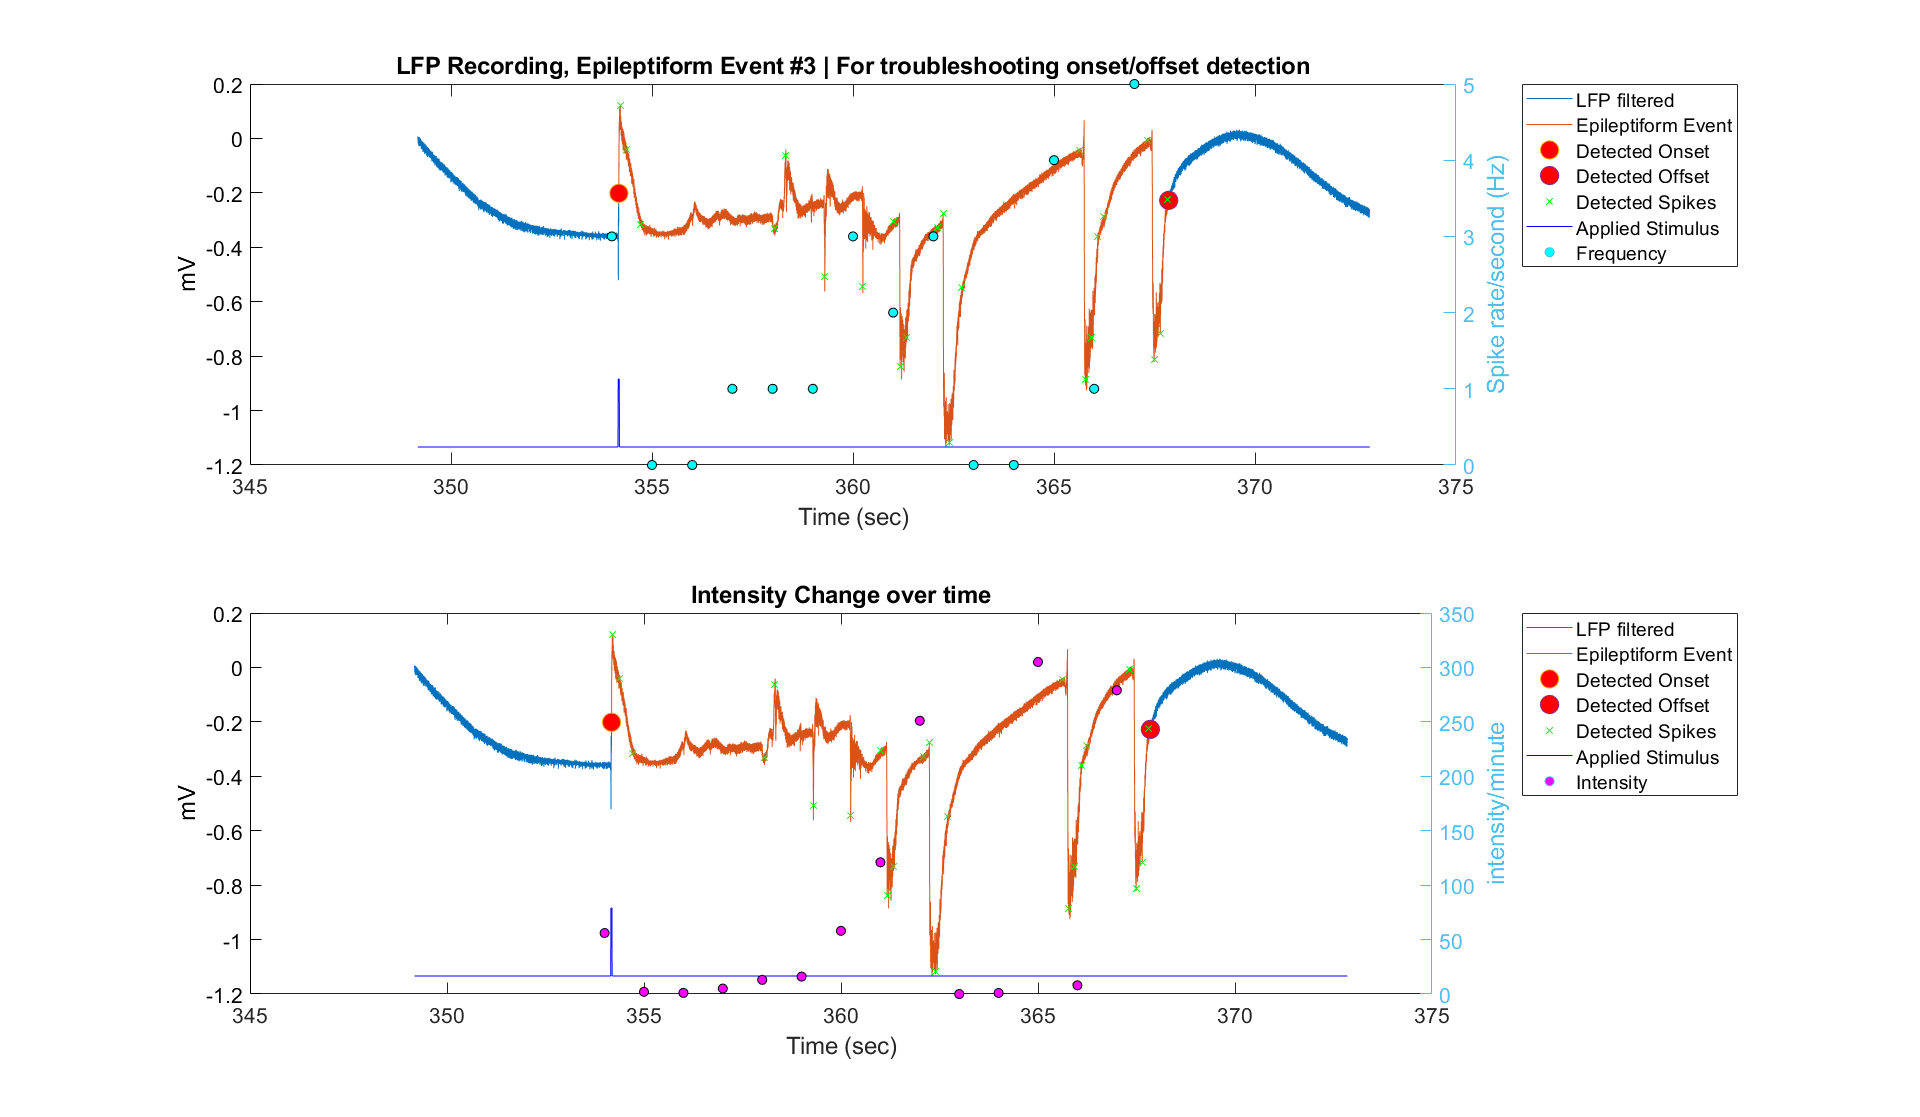 LFP Recording, Epileptiform Event #3 | For troubleshooting onset/offset detection
0.2
0
-0.2
-0.4
-0.6
-0.8
-1
-1.2
mV
345 350 355 360 365 370 375
Time (sec)
5
4
3
2
1
0
Spike rate/second (Hz)
LFP filtered
Epileptiform Event
Detected Onset
Detected Offset
Detected Spikes
Applied Stimulus
Frequency
Intensity Change over time
0.2
0
-0.2
-0.4
-0.6
-0.8
-1
-1.2
mV
345 350 355 360 365 370 375
Time (sec)
350
300
250
200
150
100
50
0
intensity/minute
LFP filtered
Epileptiform Event
Detected Onset
Detected Offset
Detected Spikes
Applied Stimulus
Intensity